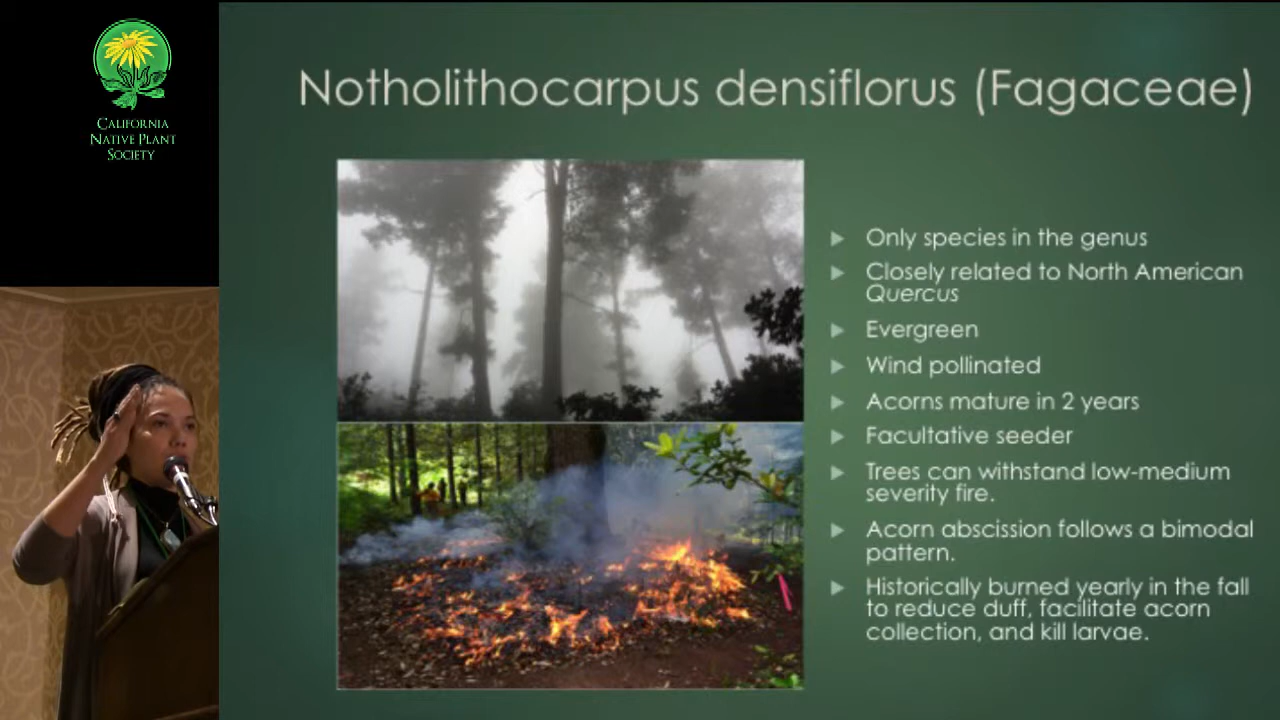 CALIFORNIA
NATIVE PLANT
SOCIETY
Notholithocarpus densiflorus (Fagaceae)
Only species in the genus
Closely related to North American
Quercus
Evergreen
Wind pollinated
Acorns mature in 2 years
Facultative seeder
Trees can withstand low-medium
severity fire.
Acorn abscission follows a bimodal
pattern.
Historically burned yearly in the fall
to reduce duff, facilitate acorn
collection, and kill larvae.